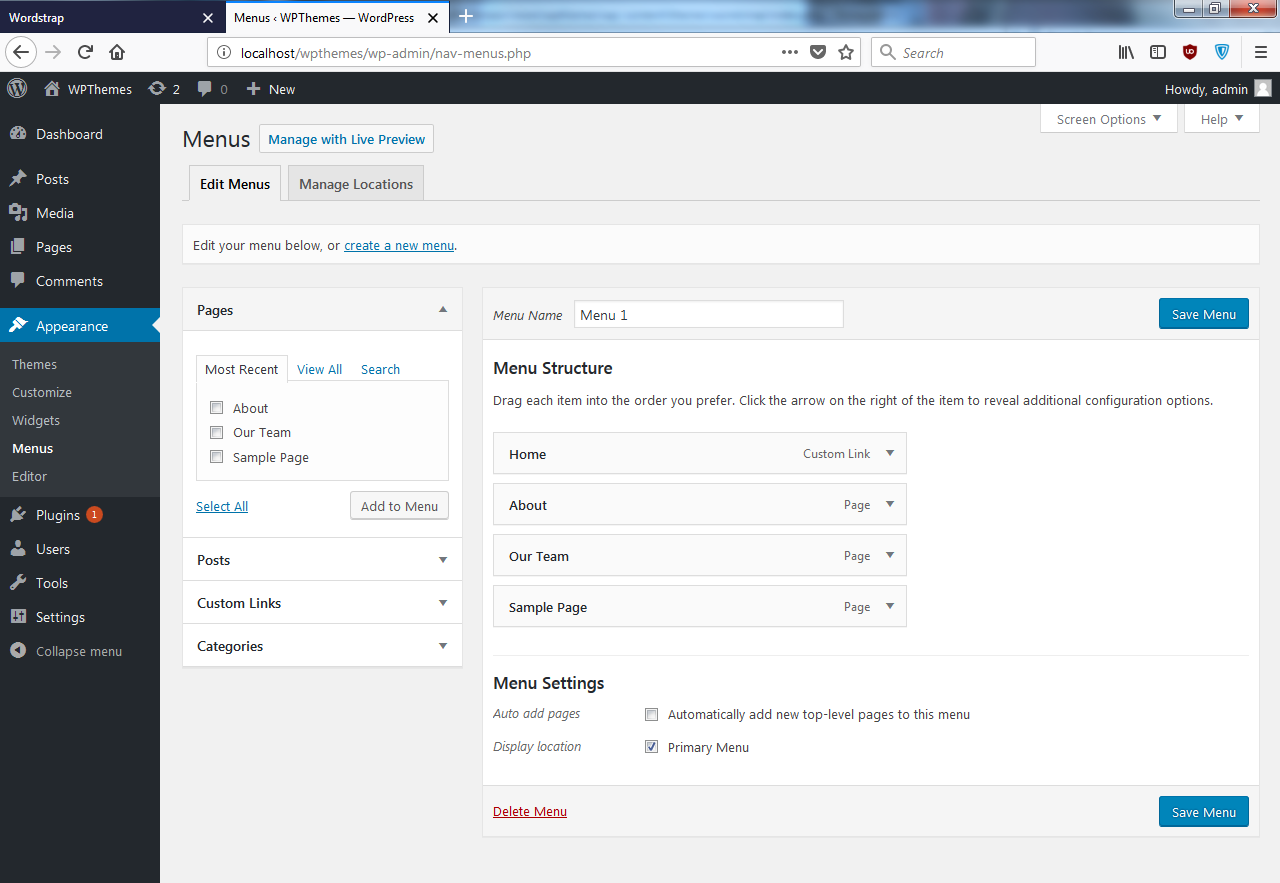 Wordstrap
Menus ‹ WPThemes — WordPress
localhost/wpthemes/wp-admin/nav-menus.php
Search
WPThemes 2 0 New
Howdy, admin
Dashboard
Posts
Media
Pages
Comments
Appearance
Themes
Customize
Widgets
Menus
Editor
Plugins 1
Users
Tools
Settings
Collapse menu
Screen Options
Help
Menus
Manage with Live Preview
Edit Menus
Manage Locations
Edit your menu below, or create a new menu.
Pages
Most Recent
View All
Search
About
Our Team
Sample Page
Select All
Add to Menu
Posts
Custom Links
Categories
Menu Name
Menu 1
Save Menu
Menu Structure
Drag each item into the order you prefer. Click the arrow on the right of the item to reveal additional configuration options.
Home Custom Link
About Page
Our Team Page
Sample Page Page
Menu Settings
Auto add pages
Automatically add new top-level pages to this menu
Display location
Primary Menu
Delete Menu
Save Menu